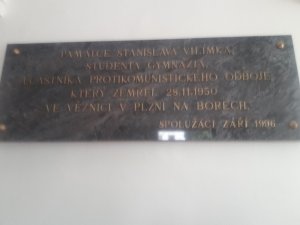 PAMÁTCE STANISLAVA VILÍMKA,
STUDENTA GYMNÁZIA,
ÚČASTNÍKA PROTIKOMUNISTICKÉHO ODBOJE,
KTERÝ ZEMŘEL 28.11.1950
VE VĚZNICI V PLZNI NA BORECH.
SPOLUŽÁCI ZÁŘÍ 1996